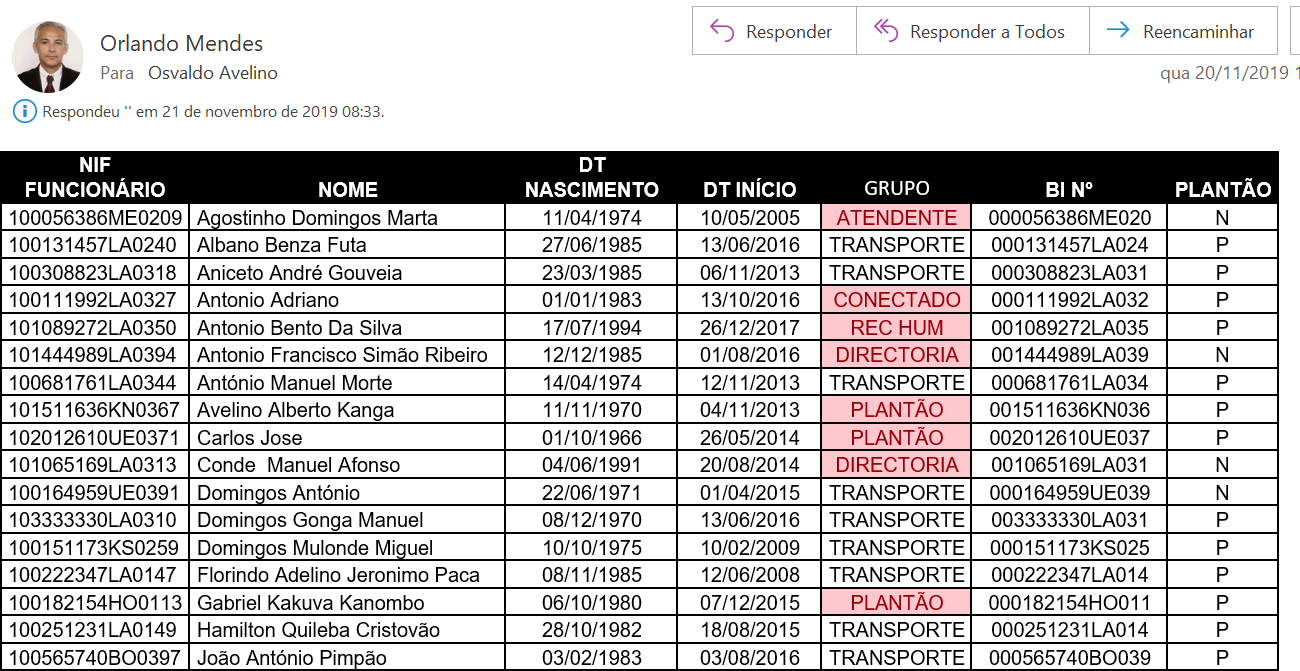 Orlando Mendes
Para Osvaldo Avelino
Respondeu '' em 21 de novembro de 2019 08:33.
Responder
Responder a Todos
Reencaminhar
qua 20/11/2019 1
NIF FUNCIONÁRIO NOME DT NASCIMENTO DT INÍCIO GRUPO BI Nº PLANTÃO
100056386ME0209 Agostinho Domingos Marta 11/04/1974 10/05/2005 ATENDENTE 000056386ME020 N
100131457LA0240 Albano Benza Futa 27/06/1985 13/06/2016 TRANSPORTE 000131457LA024 P
100308823LA0318 Aniceto André Gouveia 23/03/1985 06/11/2013 TRANSPORTE 000308823LA031 P
100111992LA0327 Antonio Adriano 01/01/1983 13/10/2016 CONECTADO 000111992LA032 P
101089272LA0350 Antonio Bento Da Silva 17/07/1994 26/12/2017 REC HUM 001089272LA035 P
101444989LA0394 Antonio Francisco Simão Ribeiro 12/12/1985 01/08/2016 DIRECTORIA 001444989LA039 N
100681761LA0344 António Manuel Morte 14/04/1974 12/11/2013 TRANSPORTE 000681761LA034 P
101511636KN0367 Avelino Alberto Kanga 11/11/1970 04/11/2013 PLANTÃO 001511636KN036 P
102012610UE0371 Carlos Jose 01/10/1966 26/05/2014 PLANTÃO 002012610UE037 P
101065169LA0313 Conde  Manuel Afonso 04/06/1991 20/08/2014 DIRECTORIA 001065169LA031 N
100164959UE0391 Domingos António 22/06/1971 01/04/2015 TRANSPORTE 000164959UE039 N
103333330LA0310 Domingos Gonga Manuel 08/12/1970 13/06/2016 TRANSPORTE 003333330LA031 P
100151173KS0259 Domingos Mulonde Miguel 10/10/1975 10/02/2009 TRANSPORTE 000151173KS025 P
100222347LA0147 Florindo Adelino Jeronimo Paca 08/11/1985 12/06/2008 TRANSPORTE 000222347LA014 P
100182154HO0113 Gabriel Kakuva Kanombo 06/10/1980 07/12/2015 PLANTÃO 000182154HO011 P
100251231LA0149 Hamilton Quileba Cristovão 28/10/1982 18/08/2015 TRANSPORTE 000251231LA014 P
100565740BO0397 João António Pimpão 03/02/1983 03/08/2016 TRANSPORTE 000565740BO039 P